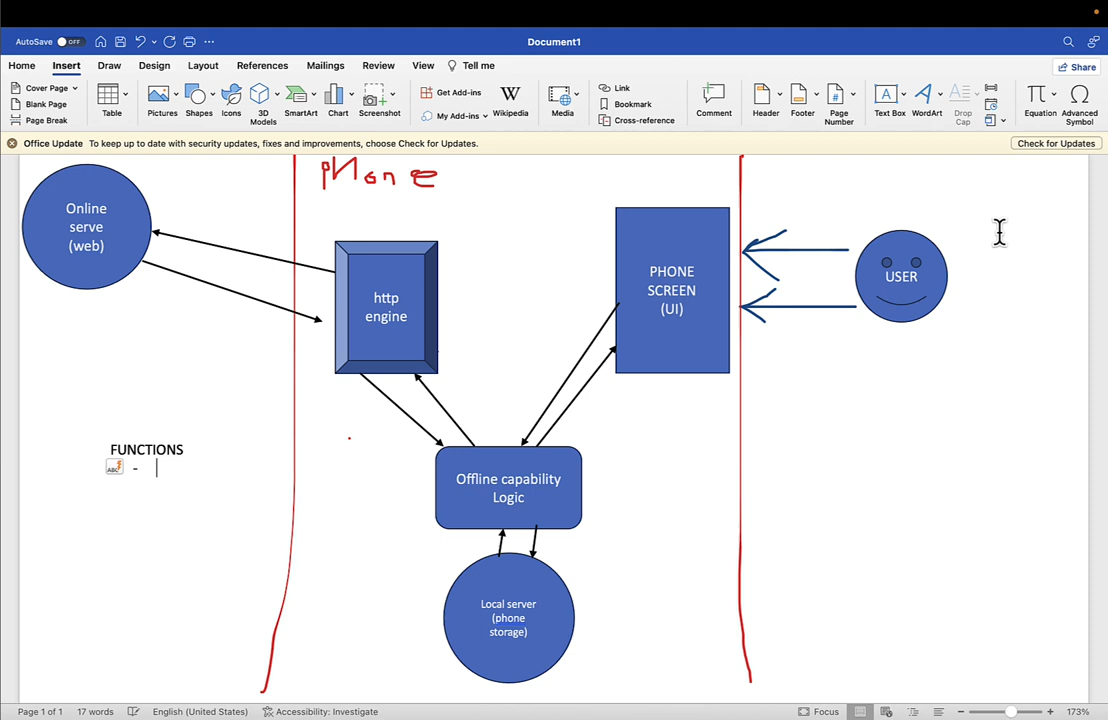 AutoSave OFF
Document1
Home Insert Draw Design Layout References Mailings Review View Tell me
Share
Cover Page
Blank Page
Page Break
Table
Pictures
Shapes
Icons
3D
Models
SmartArt
Chart
Screenshot
Get Add-ins
My Add-ins
W
Wikipedia
Media
Link
Bookmark
Cross-reference
Comment
Header
Footer
#
Page
Number
A
Text Box
WordArt
Drop
Cap
π
Equation
Ω
Advanced
Symbol
Office Update To keep up to date with security updates, fixes and improvements, choose Check for Updates.
Check for Updates
PHone
Online
serve
(web)
http
engine
PHONE
SCREEN
(UI)
USER
FUNCTIONS
-
Offline capability
Logic
Local server
(phone
storage)
Page 1 of 1 17 words English (United States) Accessibility: Investigate Focus 173%